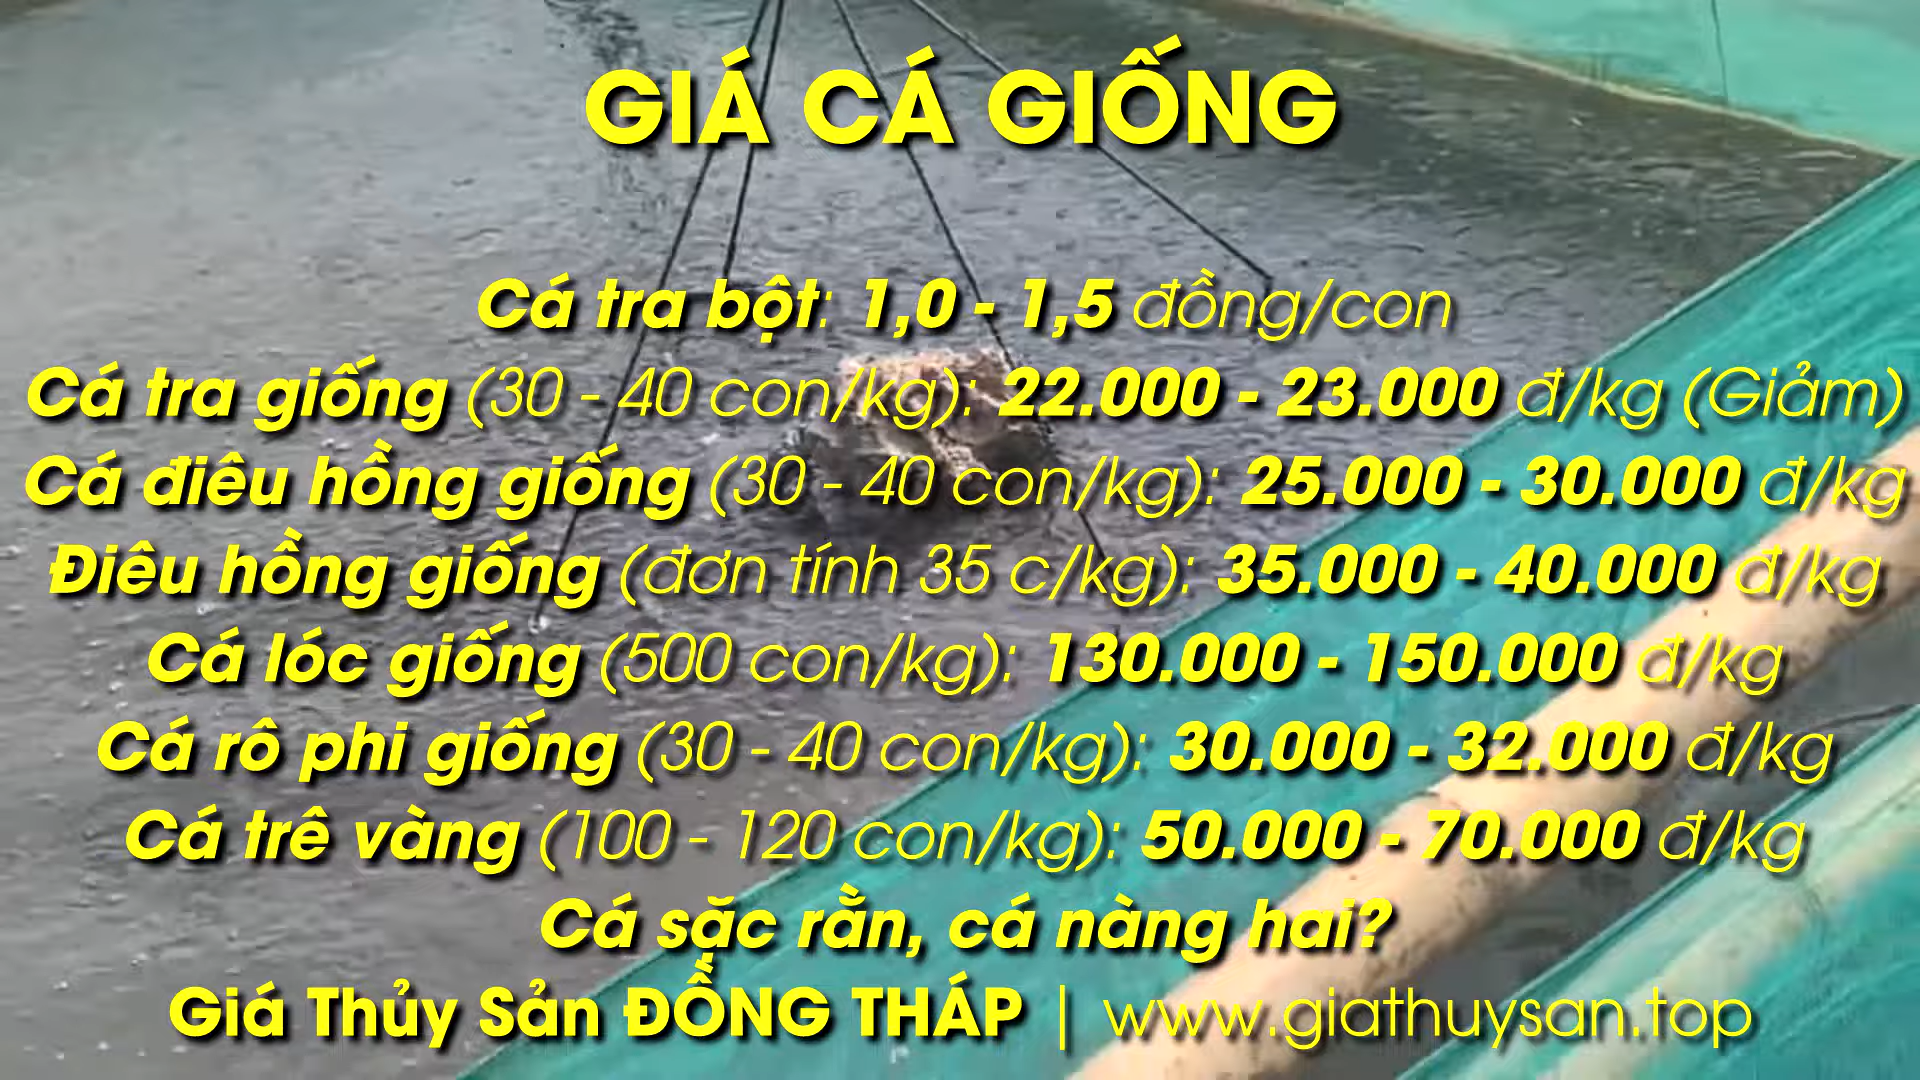 GIÁ CÁ GIỐNG
Cá tra bột: 1,0 - 1,5 đồng/con
Cá tra giống (30 - 40 con/kg): 22.000 - 23.000 đ/kg (Giảm)
Cá điêu hồng giống (30 - 40 con/kg): 25.000 - 30.000 đ/kg
Điêu hồng giống (đơn tính 35 c/kg): 35.000 - 40.000 đ/kg
Cá lóc giống (500 con/kg): 130.000 - 150.000 đ/kg
Cá rô phi giống (30 - 40 con/kg): 30.000 - 32.000 đ/kg
Cá trê vàng (100 - 120 con/kg): 50.000 - 70.000 đ/kg
Cá sặc rằn, cá nàng hai?
Giá Thủy Sản ĐỒNG THÁP | www.giathuysan.top